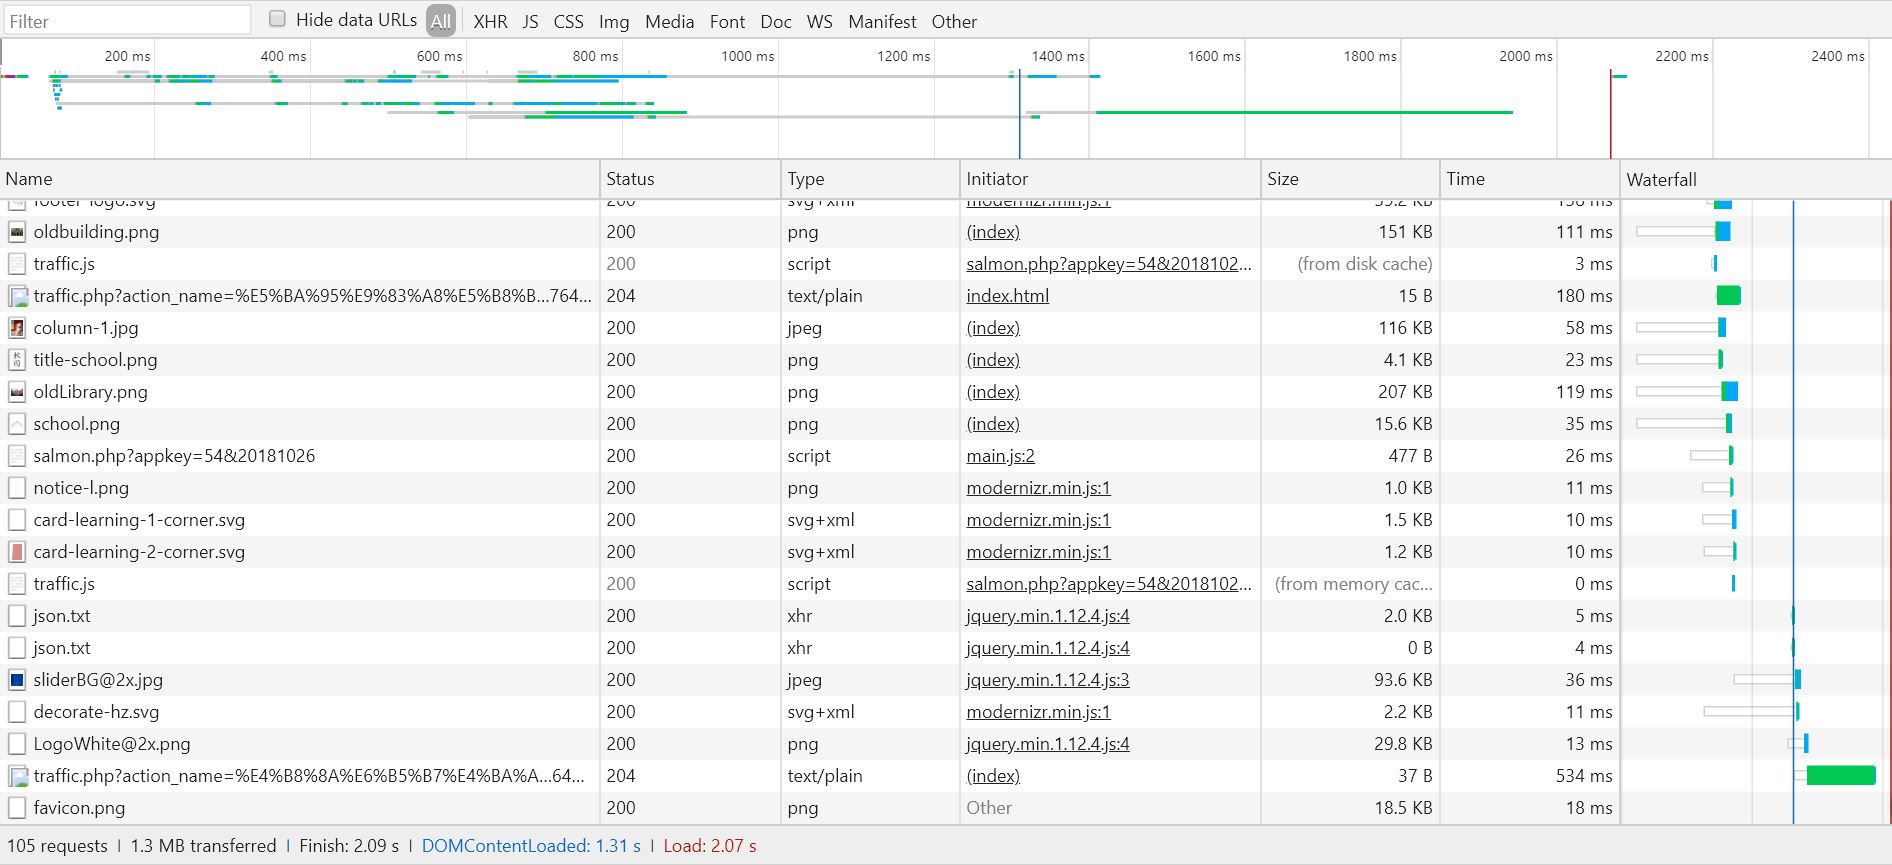 Filter Hide data URLs All XHR JS CSS Img Media Font Doc WS Manifest Other
200 ms 400 ms 600 ms 800 ms 1000 ms 1200 ms 1400 ms 1600 ms 1800 ms 2000 ms 2200 ms 2400 ms
Name Status Type Initiator Size Time Waterfall
footer-logo.svg 200 svg+xml modernizr.min.js:1
oldbuilding.png 200 png (index) 151 KB 111 ms
traffic.js 200 script salmon.php?appkey=54&2018102... (from disk cache) 3 ms
traffic.php?action_name=%E5%BA%95%E9%83%A8%E5%B8%B...764... 204 text/plain index.html 15 B 180 ms
column-1.jpg 200 jpeg (index) 116 KB 58 ms
title-school.png 200 png (index) 4.1 KB 23 ms
oldLibrary.png 200 png (index) 207 KB 119 ms
school.png 200 png (index) 15.6 KB 35 ms
salmon.php?appkey=54&20181026 200 script main.js:2 477 B 26 ms
notice-l.png 200 png modernizr.min.js:1 1.0 KB 11 ms
card-learning-1-corner.svg 200 svg+xml modernizr.min.js:1 1.5 KB 10 ms
card-learning-2-corner.svg 200 svg+xml modernizr.min.js:1 1.2 KB 10 ms
traffic.js 200 script salmon.php?appkey=54&2018102... (from memory cac... 0 ms
json.txt 200 xhr jquery.min.1.12.4.js:4 2.0 KB 5 ms
json.txt 200 xhr jquery.min.1.12.4.js:4 0 B 4 ms
sliderBG@2x.jpg 200 jpeg jquery.min.1.12.4.js:3 93.6 KB 36 ms
decorate-hz.svg 200 svg+xml modernizr.min.js:1 2.2 KB 11 ms
LogoWhite@2x.png 200 png jquery.min.1.12.4.js:4 29.8 KB 13 ms
traffic.php?action_name=%E4%B8%8A%E6%B5%B7%E4%BA%A...64... 204 text/plain (index) 37 B 534 ms
favicon.png 200 png Other 18.5 KB 18 ms
105 requests | 1.3 MB transferred | Finish: 2.09 s | DOMContentLoaded: 1.31 s | Load: 2.07 s